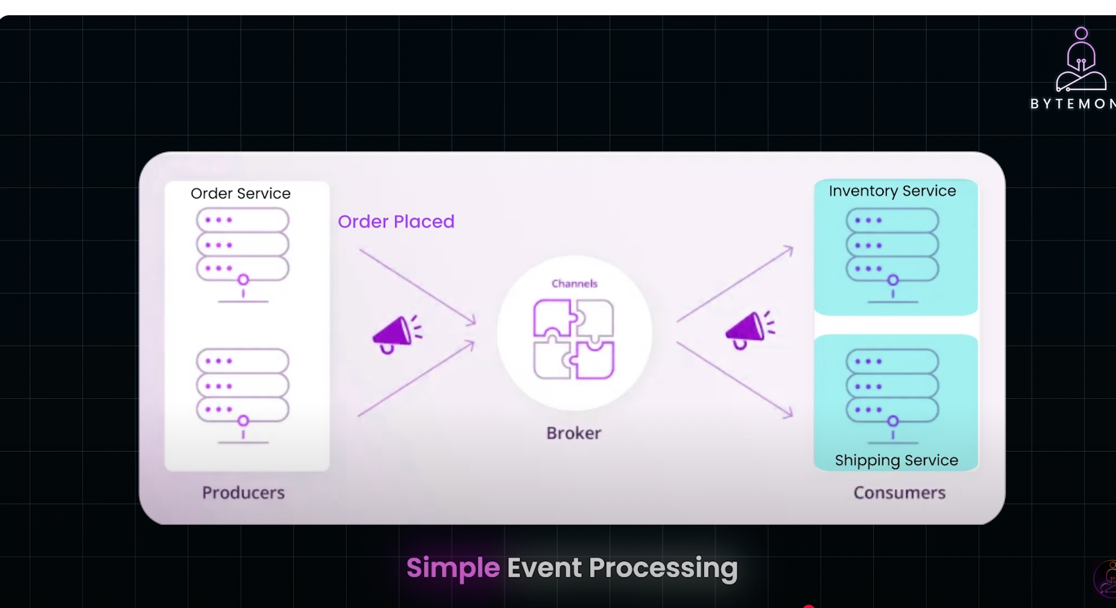 BYTEMON
Order Service
Order Placed
Inventory Service
Channels
Broker
Shipping Service
Producers
Consumers
Simple Event Processing